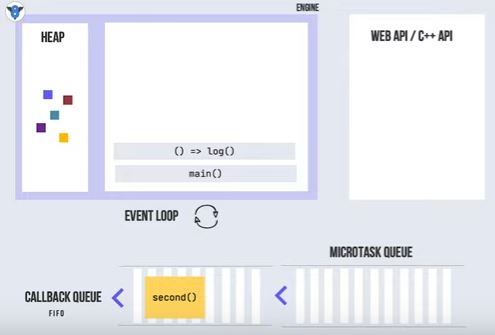 ENGINE
HEAP
WEB API / C++ API
() => log()
main()
EVENT LOOP
MICROTASK QUEUE
CALLBACK QUEUE
second()
FIFO